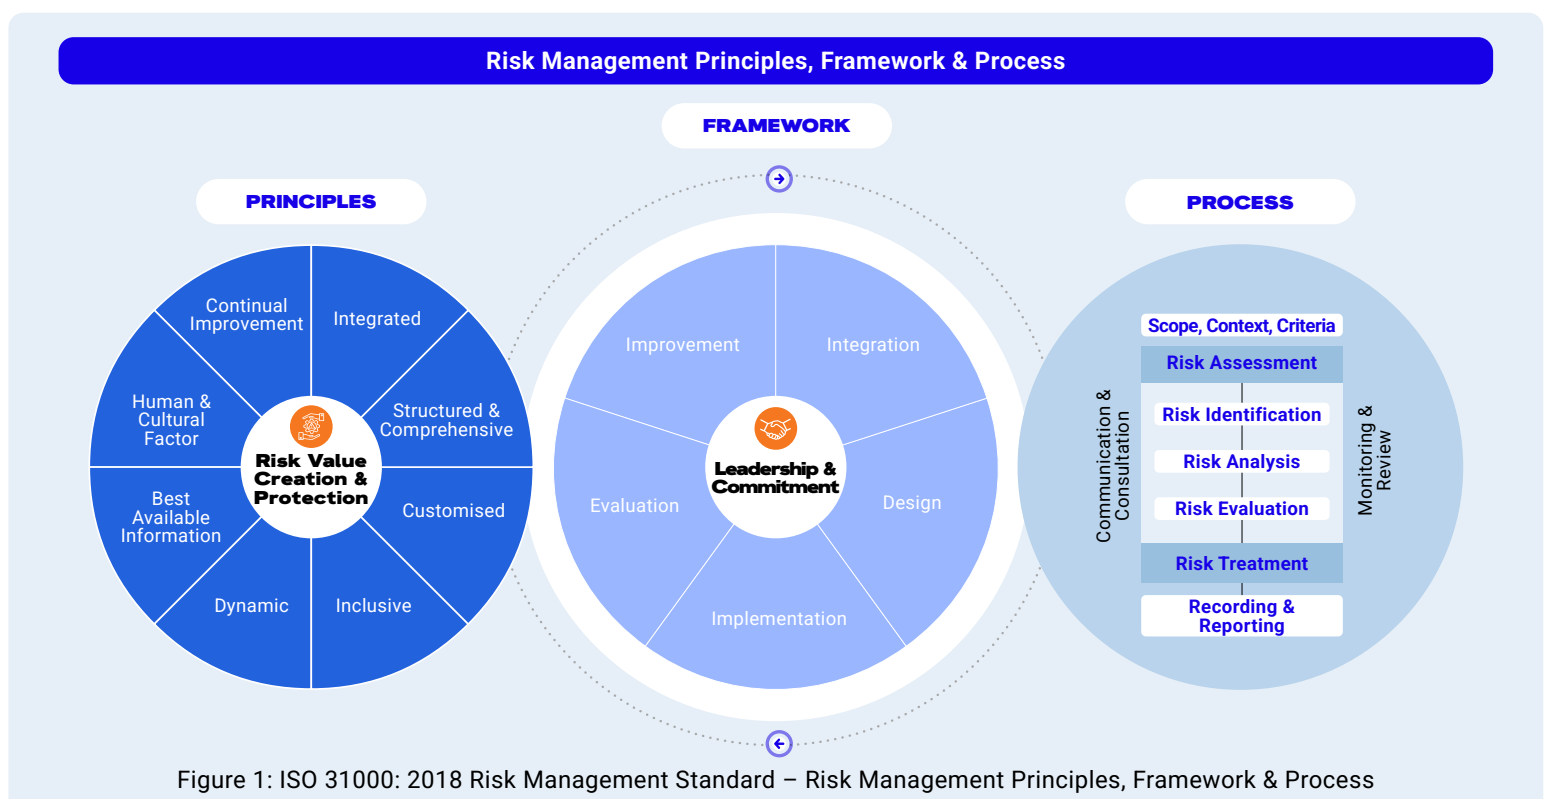 Risk Management Principles, Framework & Process
FRAMEWORK
PRINCIPLES
PROCESS
Continual
Improvement
Integrated
Human &
Cultural
Factor
Structured &
Comprehensive
Risk Value
Creation &
Protection
Best
Available
Information
Customised
Dynamic
Inclusive
Improvement
Integration
Leadership &
Commitment
Evaluation
Design
Implementation
Scope, Context, Criteria
Risk Assessment
Communication &
Consultation
Risk Identification
Risk Analysis
Risk Evaluation
Monitoring &
Review
Risk Treatment
Recording &
Reporting
Figure 1: ISO 31000: 2018 Risk Management Standard – Risk Management Principles, Framework & Process